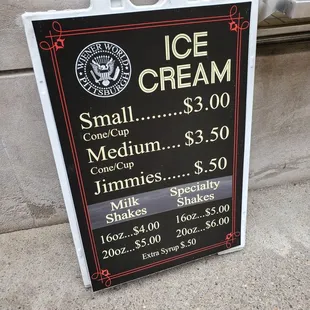 WIENER WORLD
PITTSBURGH
ICE
CREAM
Small.........$3.00
Cone/Cup
Medium....$3.50
Cone/Cup
Jimmies......$.50
Milk
Shakes
Specialty
Shakes
16oz...$4.00
20oz...$5.00
16oz...$5.00
20oz...$6.00
Extra Syrup $.50